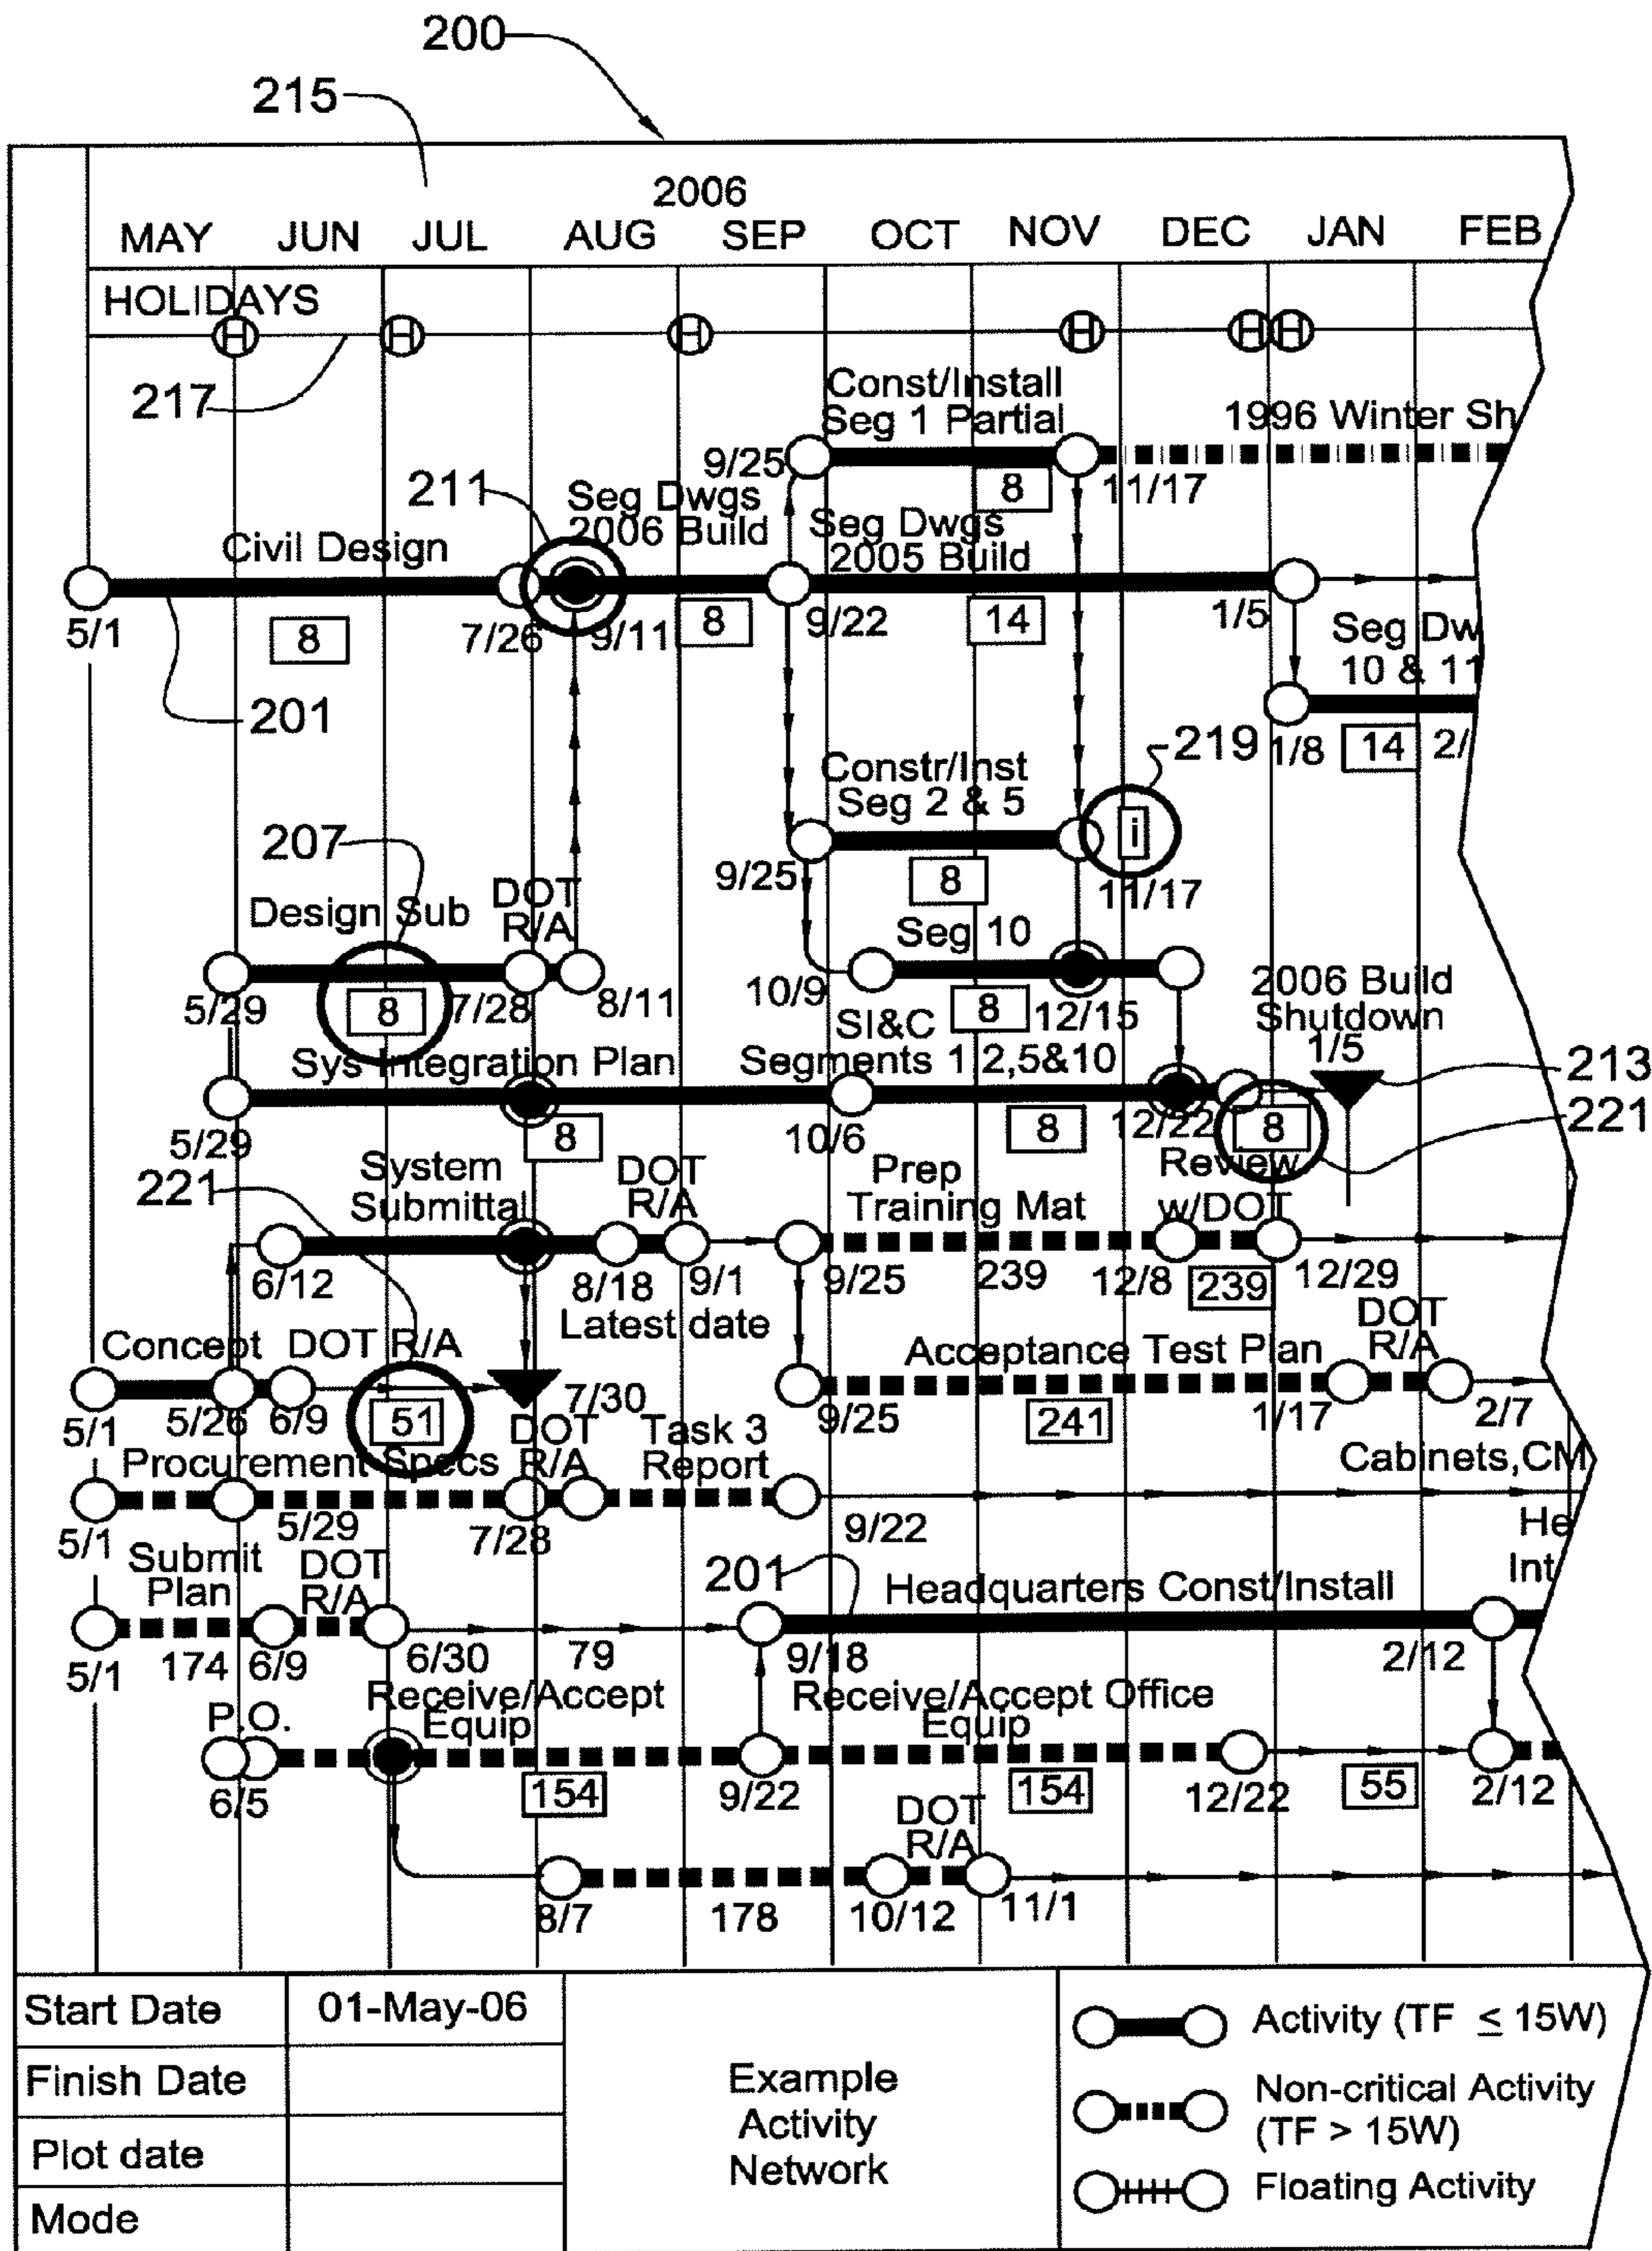 200
215
2006
MAY JUN JUL AUG SEP OCT NOV DEC JAN FEB
HOLIDAYS
H H H H H H
217
Const/Install
Seg 1 Partial
1996 Winter Sh
9/25
8
11/17
211
Seg Dwgs
2006 Build
Civil Design
Seg Dwgs
2005 Build
5/1
8
7/26
9/11
8
9/22
14
1/5
Seg Dw
10 & 11
201
219
1/8
14
2/
Constr/Inst
Seg 2 & 5
i
207
9/25
8
11/17
Design Sub
DOT
R/A
Seg 10
5/29
8
7/28
8/11
10/9
8
12/15
2006 Build
Shutdown
1/5
213
Sys Integration Plan
SI&C
Segments 1,2,5&10
221
5/29
8
10/6
8
12/22
8
221
System
Submittal
DOT
R/A
Prep
Training Mat
Review
w/DOT
6/12
8/18
9/1
9/25
239
12/8
239
12/29
Latest date
Concept
DOT R/A
Acceptance Test Plan
DOT
R/A
5/1
5/26
6/9
51
7/30
9/25
241
1/17
2/7
Procurement Specs
DOT
R/A
Task 3
Report
Cabinets,CM
5/1
5/29
7/28
9/22
He
Int
Submit
Plan
DOT
R/A
201
Headquarters Const/Install
5/1
174
6/9
6/30
79
9/18
2/12
P.O.
Receive/Accept
Equip
Receive/Accept Office
Equip
6/5
154
9/22
154
12/22
55
2/12
DOT
R/A
8/7
178
10/12
11/1
Start Date 01-May-06
Finish Date
Plot date
Mode
Example
Activity
Network
Activity (TF ≤ 15W)
Non-critical Activity
(TF > 15W)
Floating Activity